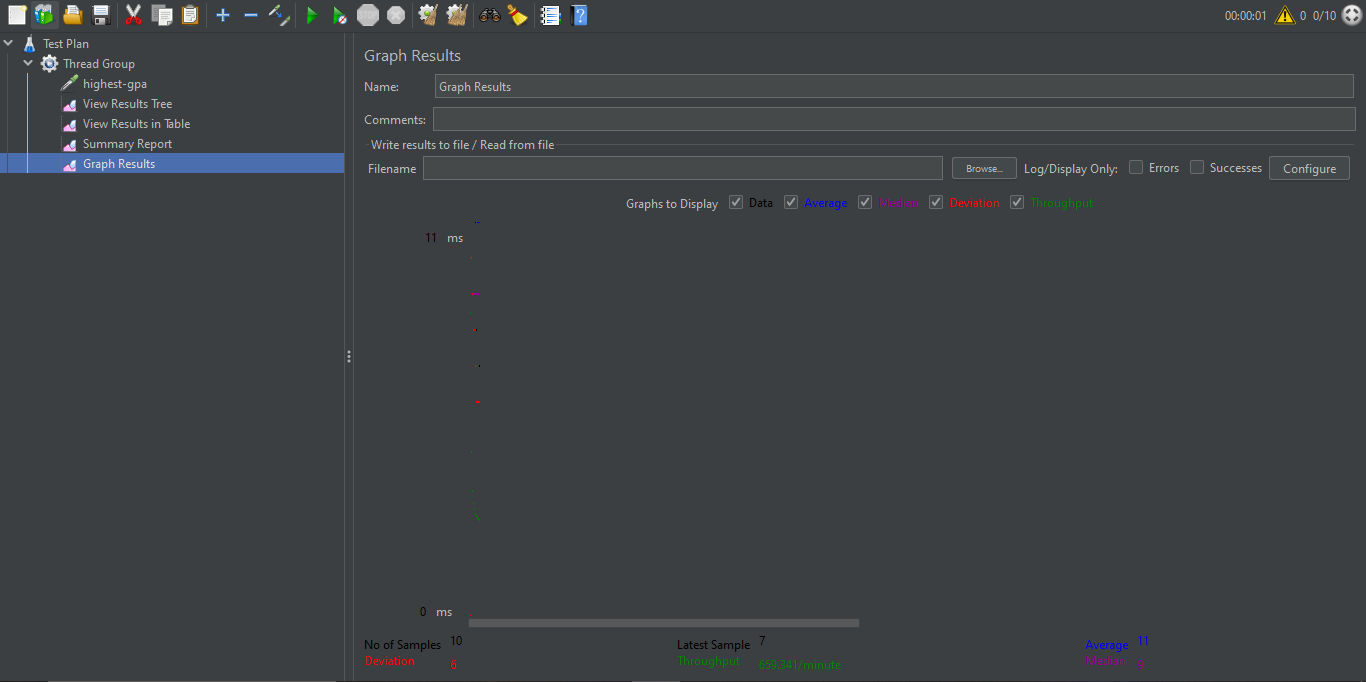 00:00:01 0 0/10
Test Plan
Thread Group
highest-gpa
View Results Tree
View Results in Table
Summary Report
Graph Results
Graph Results
Name: Graph Results
Comments:
Write results to file / Read from file
Filename Browse... Log/Display Only: Errors Successes Configure
Graphs to Display Data Average Median Deviation Throughput
11 ms
0 ms
No of Samples 10 Latest Sample 7 Average 11
Deviation 6 Throughput 659.341/minute Median 9